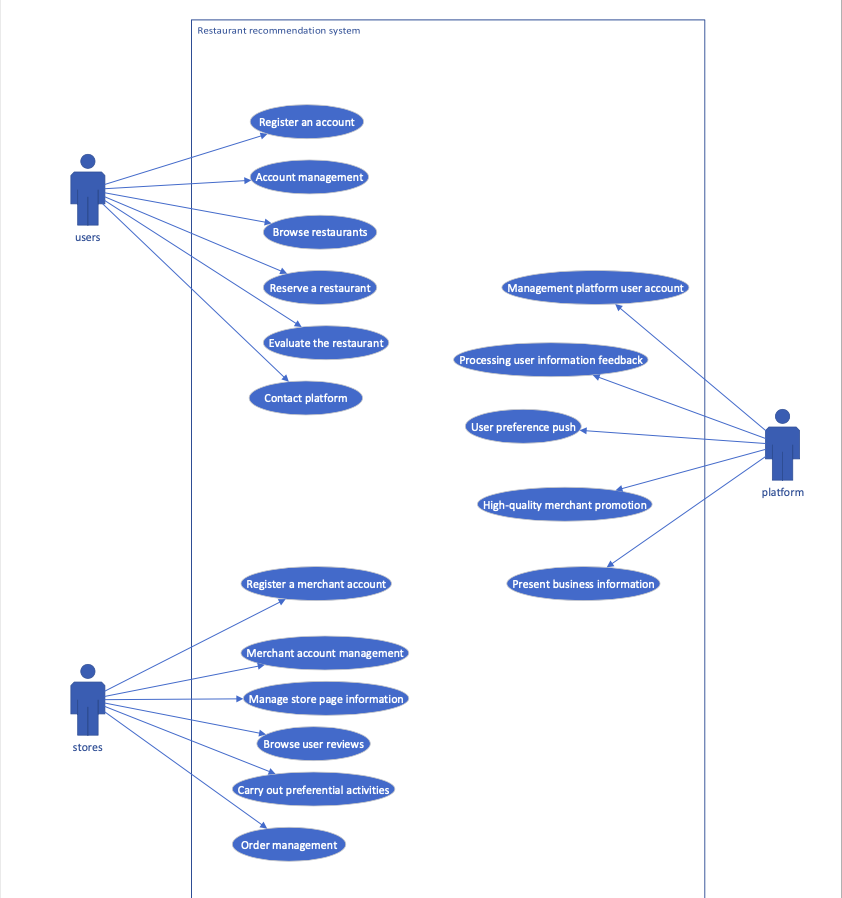 Restaurant recommendation system
Register an account
Account management
users
Browse restaurants
Reserve a restaurant
Management platform user account
Evaluate the restaurant
Processing user information feedback
Contact platform
User preference push
platform
High-quality merchant promotion
Register a merchant account
Present business information
Merchant account management
Manage store page information
stores
Browse user reviews
Carry out preferential activities
Order management